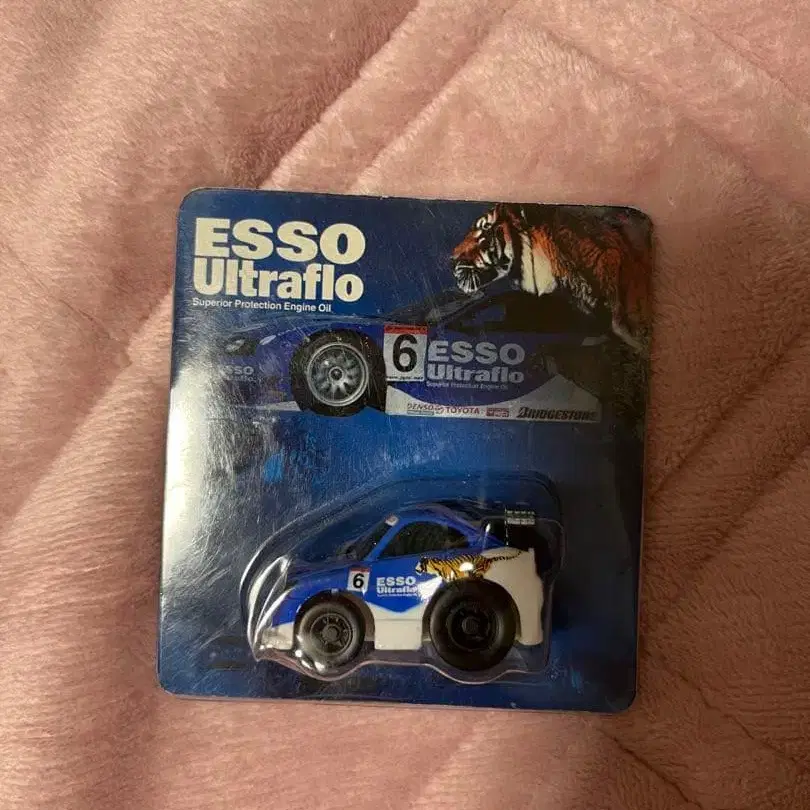 ESSO
Ultraflo
Superior Protection Engine Oil
6
ESSO
Ultraflo
Superior Protection Engine Oil
ESSO
DENSO TOYOTA BRIDGESTONE
6
ESSO
Ultraflo